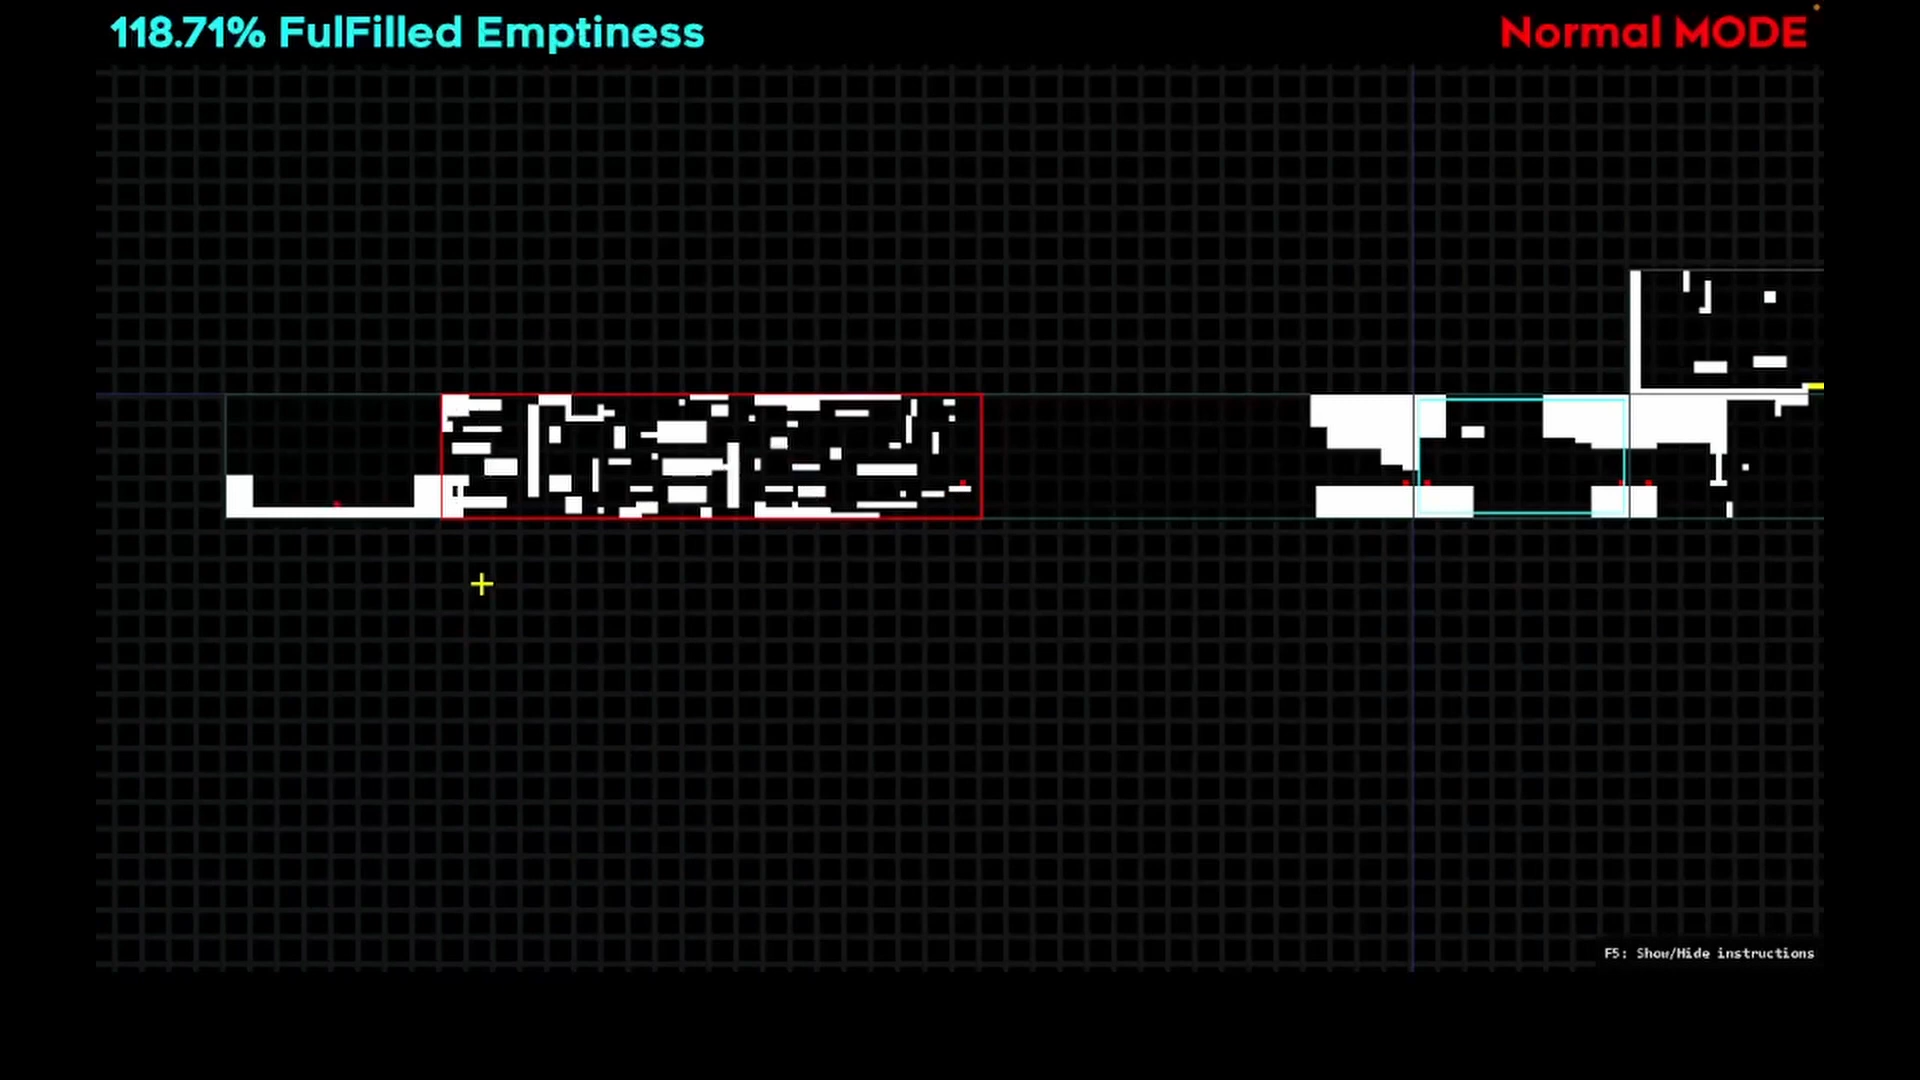 118.71% FulFilled Emptiness
Normal MODE
F5: Show/Hide instructions